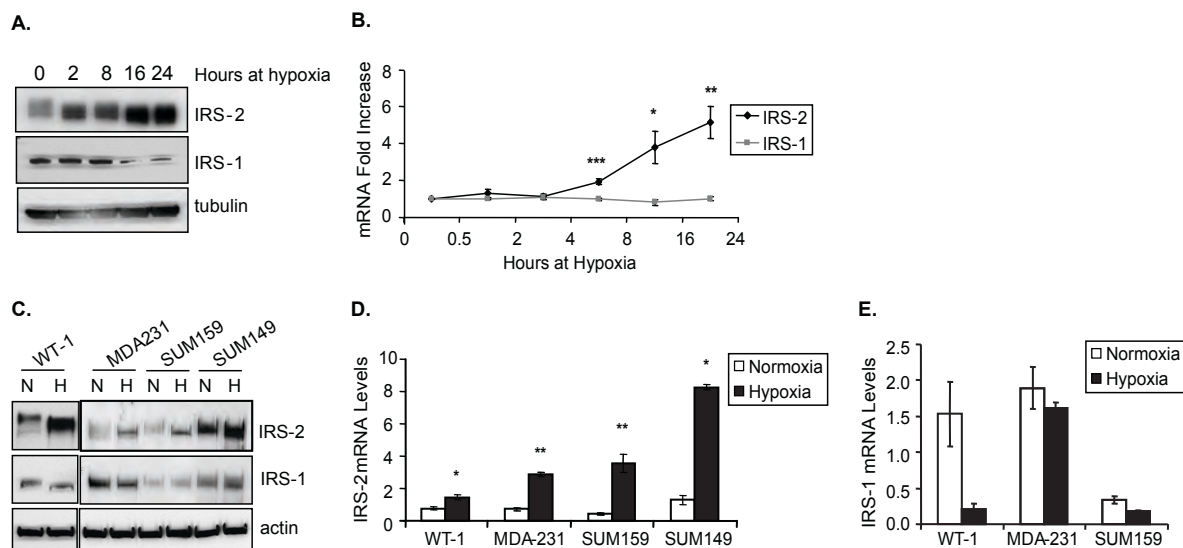 A.
0 2 8 16 24 Hours at hypoxia
IRS-2
IRS-1
tubulin
B.
mRNA Fold Increase
8
6
4
2
0
***
*
**
IRS-2
IRS-1
0 0.5 2 4 8 16 24
Hours at Hypoxia
C.
WT-1 MDA231 SUM159 SUM149
N H N H N H N H
IRS-2
IRS-1
actin
D.
IRS-2mRNA Levels
10
8
6
4
2
0
*
**
**
*
Normoxia
Hypoxia
WT-1 MDA-231 SUM159 SUM149
E.
IRS-1 mRNA Levels
2.5
2.0
1.5
1.0
0.5
0.0
Normoxia
Hypoxia
WT-1 MDA-231 SUM159